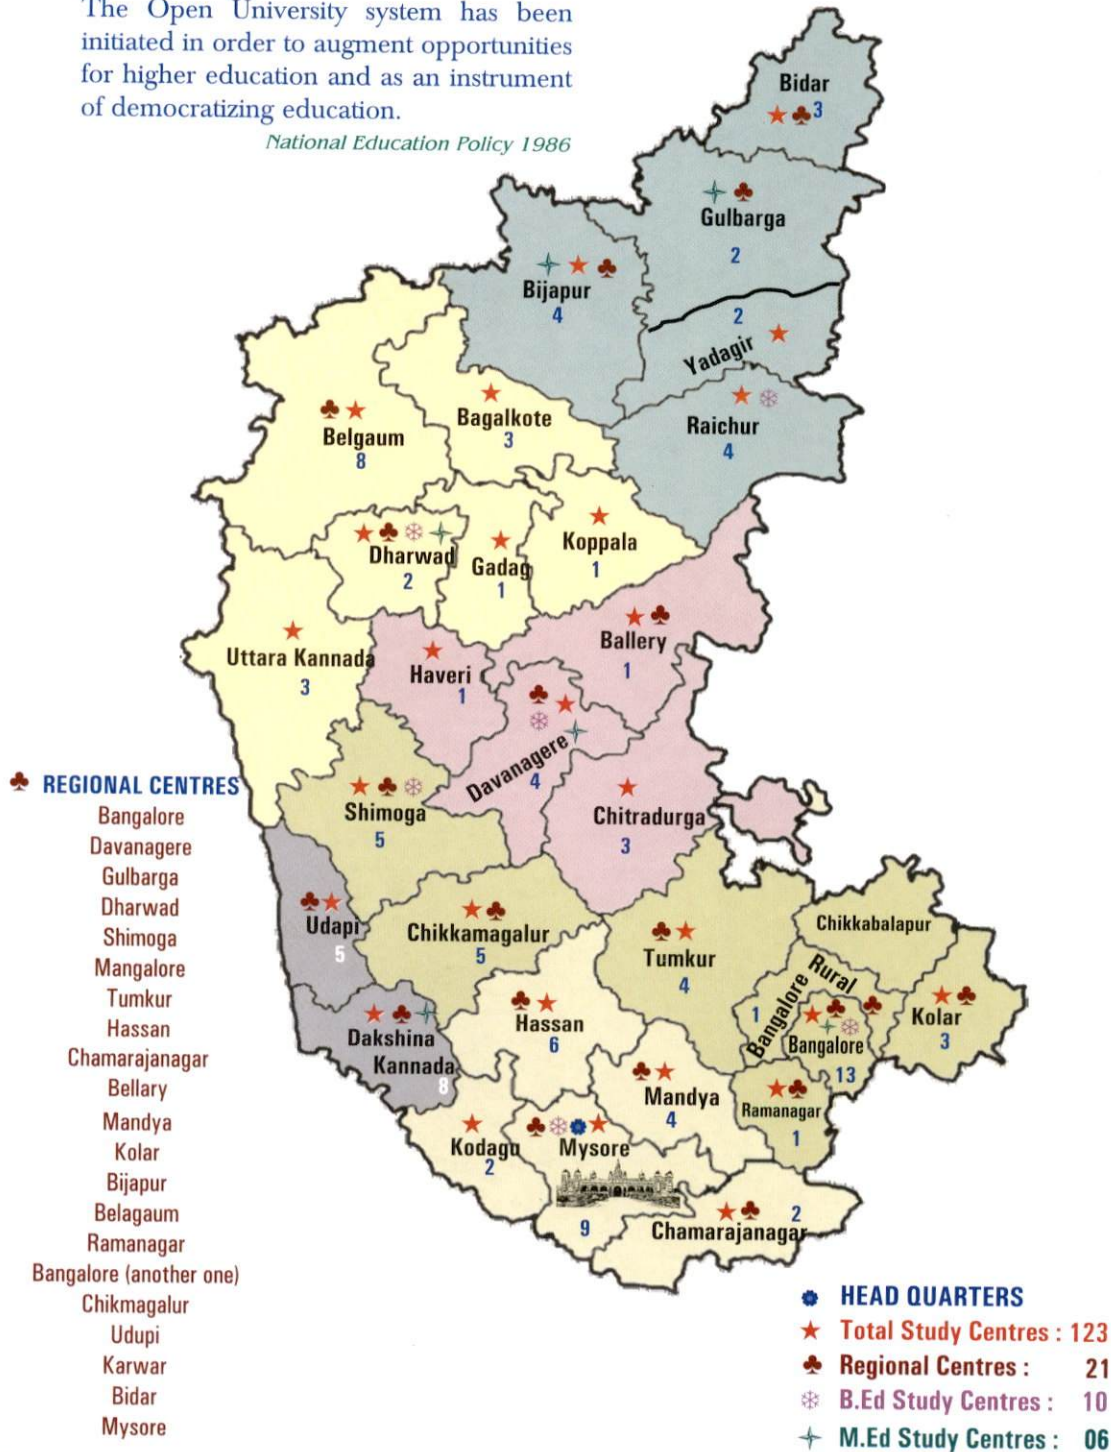 The Open University system has been
initiated in order to augment opportunities
for higher education and as an instrument
of democratizing education.
National Education Policy 1986
Bidar
3
Gulbarga
2
Bijapur
4
2
Yadagir
Raichur
4
Bagalkote
3
Belgaum
8
Koppala
1
Dharwad
2
Gadag
1
Ballery
1
Uttara Kannada
3
Haveri
1
Davanagere
4
Chitradurga
3
Shimoga
5
Udapi
5
Chikkamagalur
5
Tumkur
4
Chikkabalapur
Bangalore Rural
1
Kolar
3
Bangalore
13
Hassan
6
Dakshina
Kannada
8
Mandya
4
Ramanagar
1
Kodagu
2
Mysore
9
Chamarajanagar
2
REGIONAL CENTRES
Bangalore
Davanagere
Gulbarga
Dharwad
Shimoga
Mangalore
Tumkur
Hassan
Chamarajanagar
Bellary
Mandya
Kolar
Bijapur
Belagaum
Ramanagar
Bangalore (another one)
Chikmagalur
Udupi
Karwar
Bidar
Mysore
HEAD QUARTERS
Total Study Centres : 123
Regional Centres : 21
B.Ed Study Centres : 10
M.Ed Study Centres : 06